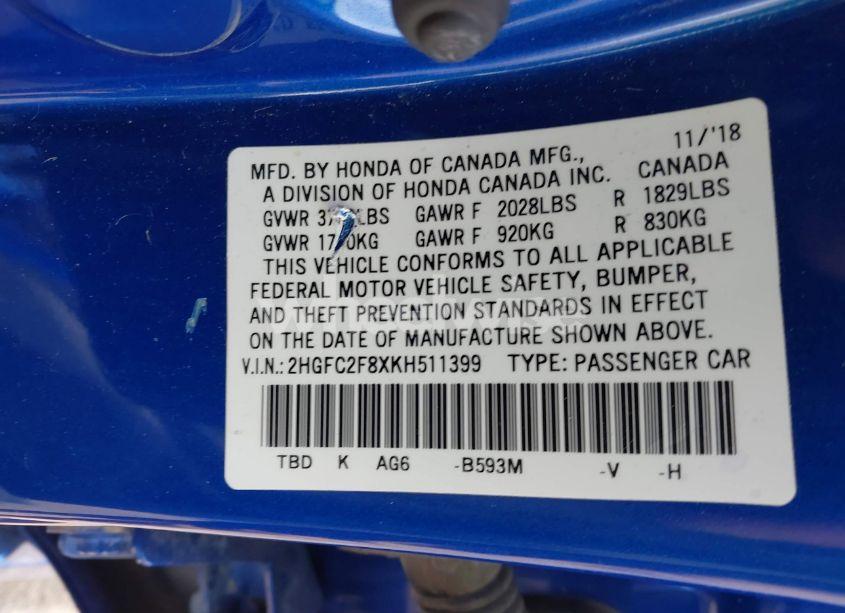 11/'18
MFD. BY HONDA OF CANADA MFG.,
A DIVISION OF HONDA CANADA INC. CANADA
GVWR LBS GAWR F 2028LBS R 1829LBS
GVWR GAWR F 920KG R 830KG
THIS VEHICLE CONFORMS TO ALL APPLICABLE
FEDERAL MOTOR VEHICLE SAFETY, BUMPER,
AND THEFT PREVENTION STANDARDS IN EFFECT
ON THE DATE OF MANUFACTURE SHOWN ABOVE.
V.I.N.: 2HGFC2F8XKH511399 TYPE: PASSENGER CAR
TBD K AG6 -B593M -V -H